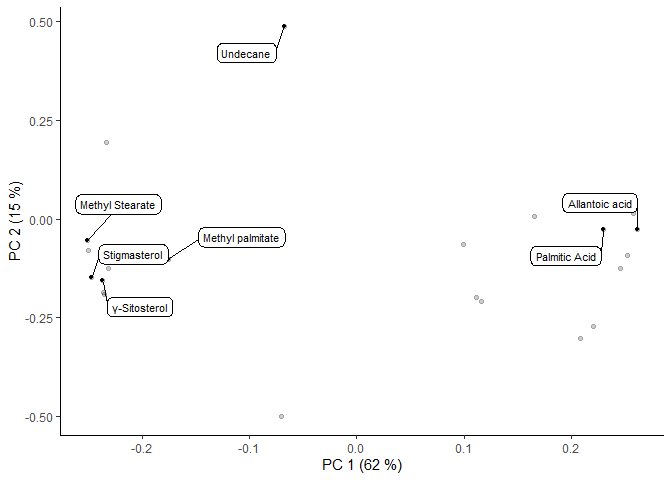 0.50
Undecane
0.25
Methyl Stearate
Allantoic acid
0.00
Methyl palmitate
Stigmasterol
Palmitic Acid
PC 2 (15 %)
γ-Sitosterol
-0.25
-0.50
-0.2
-0.1
0.0
0.1
0.2
PC 1 (62 %)